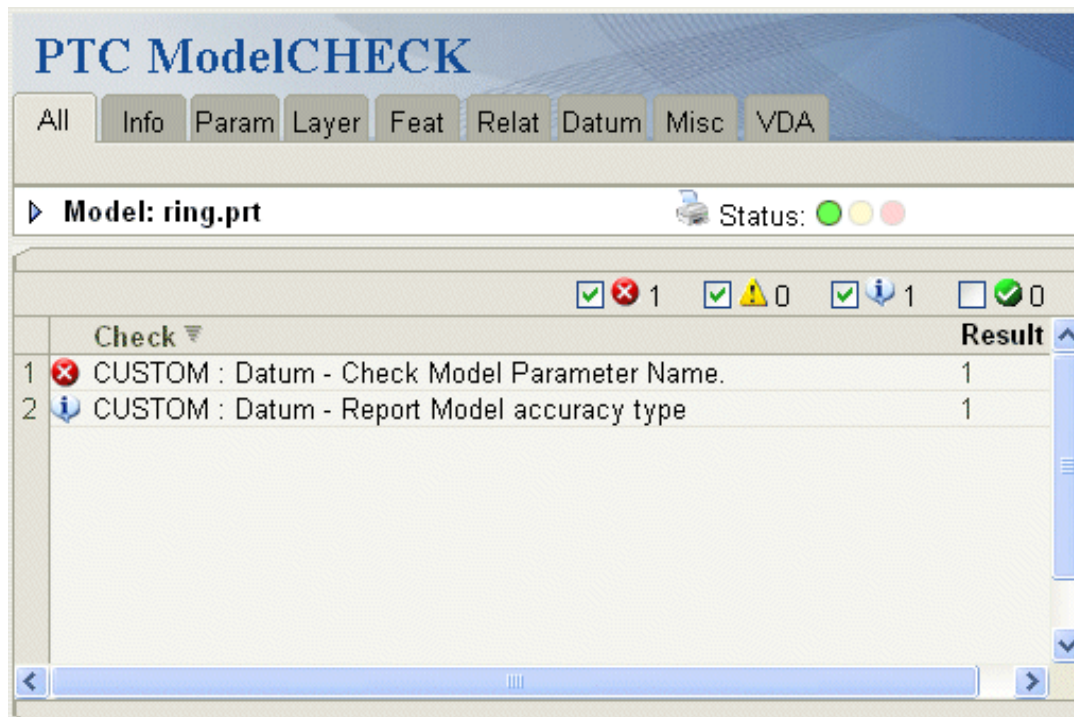 PTC ModelCHECK
All Info Param Layer Feat Relat Datum Misc VDA
Model: ring.prt Status:
1 0 1 0
Check Result
1 CUSTOM : Datum - Check Model Parameter Name. 1
2 CUSTOM : Datum - Report Model accuracy type 1